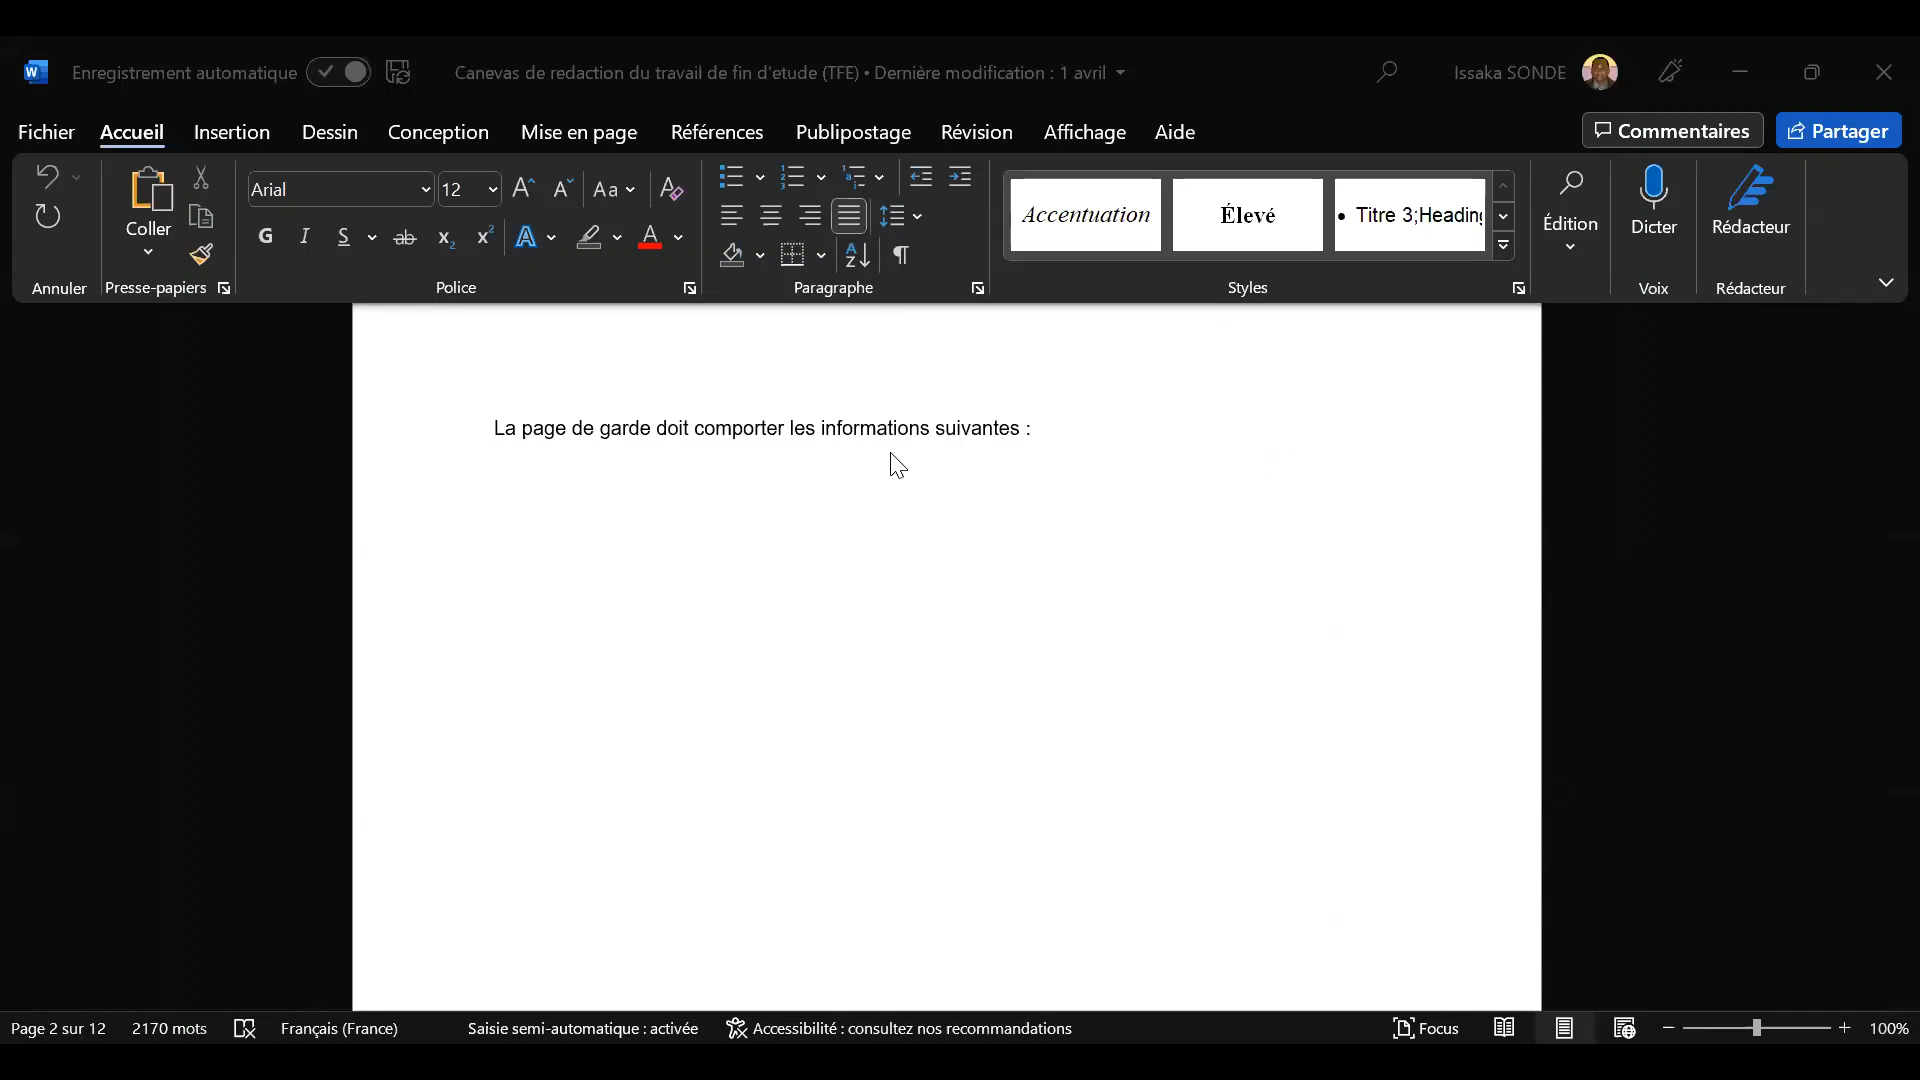 Enregistrement automatique
Canevas de redaction du travail de fin d'etude (TFE) • Dernière modification : 1 avril
Issaka SONDE
Fichier Accueil Insertion Dessin Conception Mise en page Références Publipostage Révision Affichage Aide
Commentaires Partager
Coller
Arial 12
Accentuation Élevé • Titre 3;Heading
Édition Dicter Rédacteur
Annuler Presse-papiers Police Paragraphe Styles Voix Rédacteur
La page de garde doit comporter les informations suivantes :
Page 2 sur 12 2170 mots Français (France) Saisie semi-automatique : activée Accessibilité : consultez nos recommandations Focus 100%